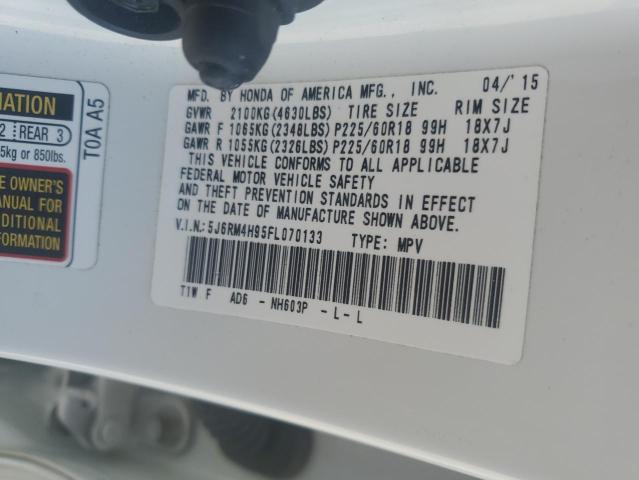 MATION
2 REAR 3
5kg or 850lbs.
E OWNER'S
ANUAL FOR
DITIONAL
FORMATION
T0A A5
MFD. BY HONDA OF AMERICA MFG., INC. 04/'15
GVWR 2100KG(4630LBS) TIRE SIZE RIM SIZE
GAWR F 1065KG(2348LBS) P225/60R18 99H 18X7J
GAWR R 1055KG(2326LBS) P225/60R18 99H 18X7J
THIS VEHICLE CONFORMS TO ALL APPLICABLE
FEDERAL MOTOR VEHICLE SAFETY
AND THEFT PREVENTION STANDARDS IN EFFECT
ON THE DATE OF MANUFACTURE SHOWN ABOVE.
V.I.N.:5J6RM4H95FL070133 TYPE: MPV
T1W F AD6 - NH603P - L - L